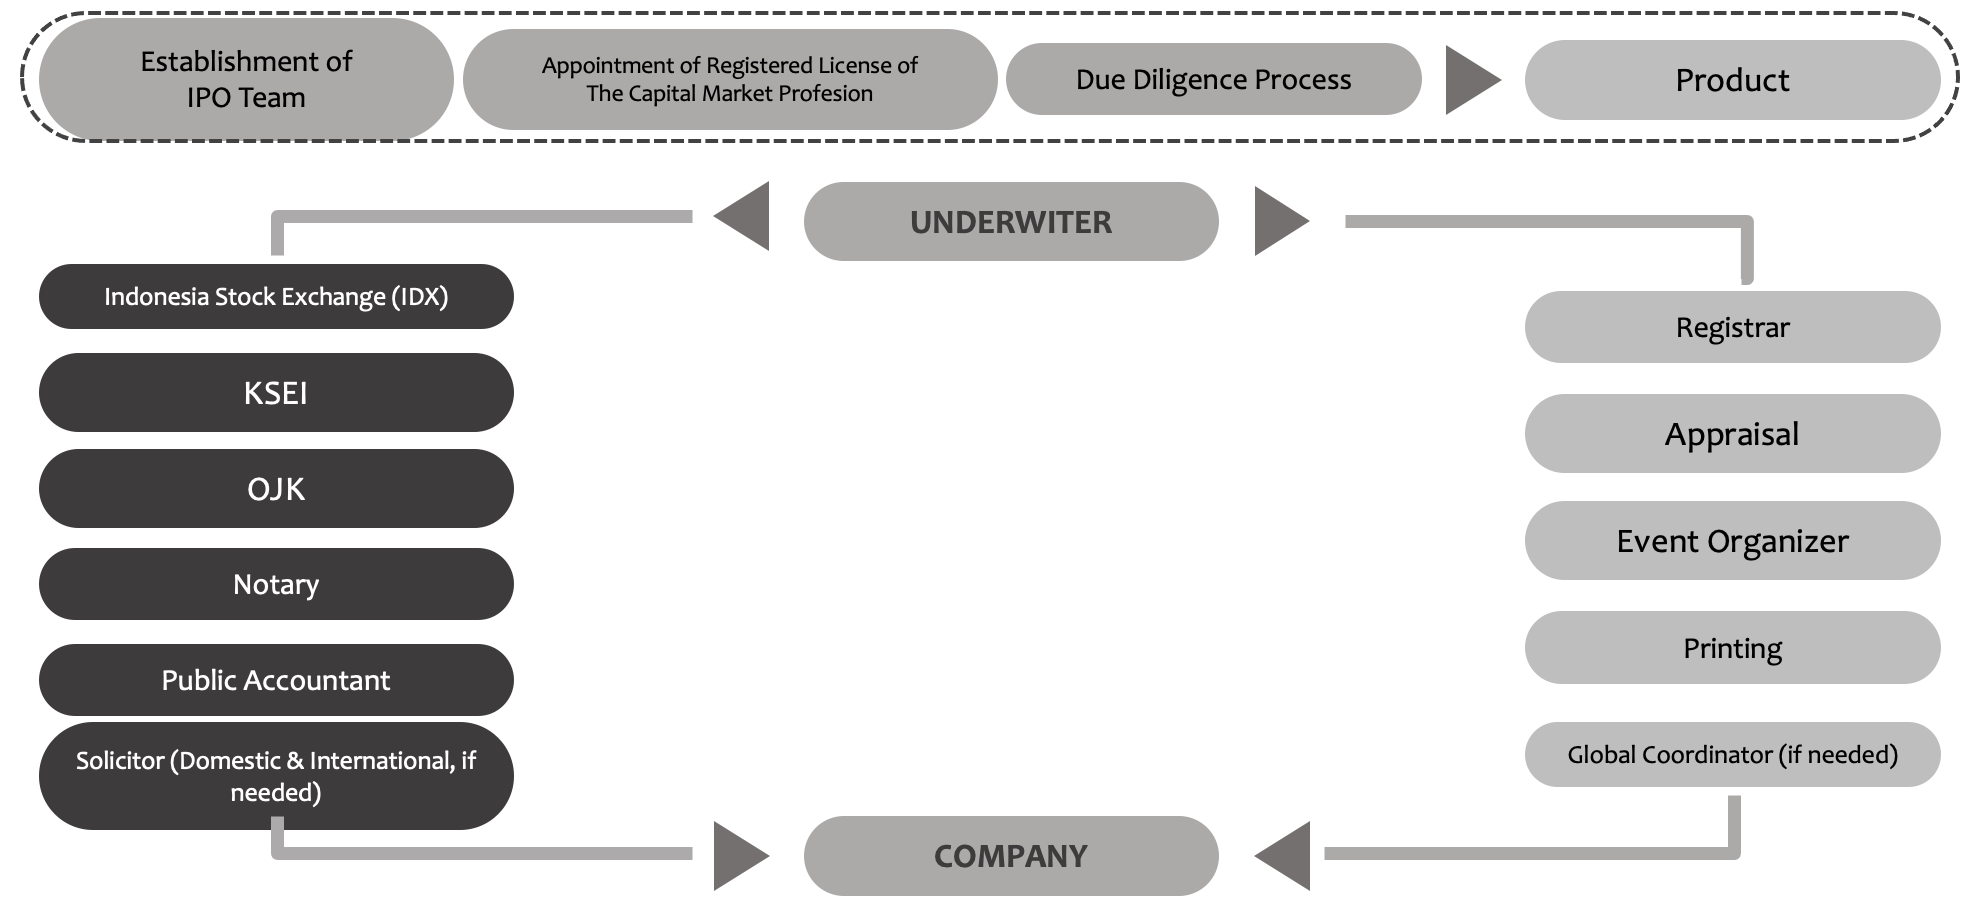 Establishment of
IPO Team
Appointment of Registered License of
The Capital Market Profesion
Due Diligence Process
Product
UNDERWITER
Indonesia Stock Exchange (IDX)
KSEI
OJK
Notary
Public Accountant
Solicitor (Domestic & International, if
needed)
Registrar
Appraisal
Event Organizer
Printing
Global Coordinator (if needed)
COMPANY